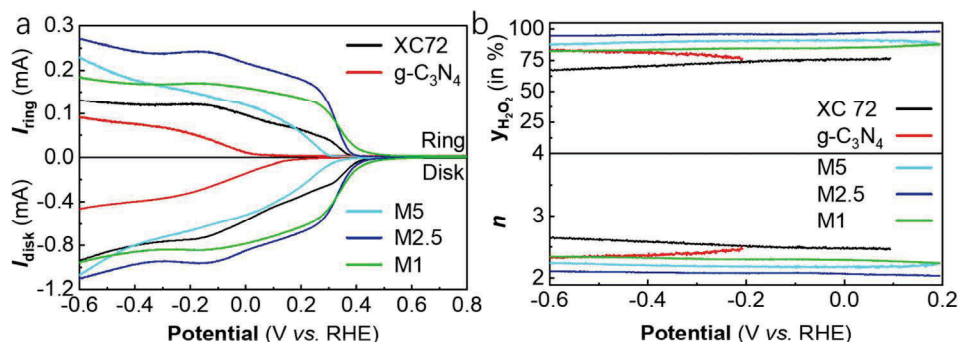 a
I_ring (mA)
0.3
0.2
0.1
0.0
-0.4
-0.8
-1.2
I_disk (mA)
XC72
g-C₃N₄
Ring
Disk
M5
M2.5
M1
-0.6 -0.4 -0.2 0.0 0.2 0.4 0.6 0.8
Potential (V vs. RHE)
b
y_H₂O₂ (in %)
100
75
50
25
4
3
2
n
XC 72
g-C₃N₄
M5
M2.5
M1
-0.6 -0.4 -0.2 0.0 0.2
Potential (V vs. RHE)